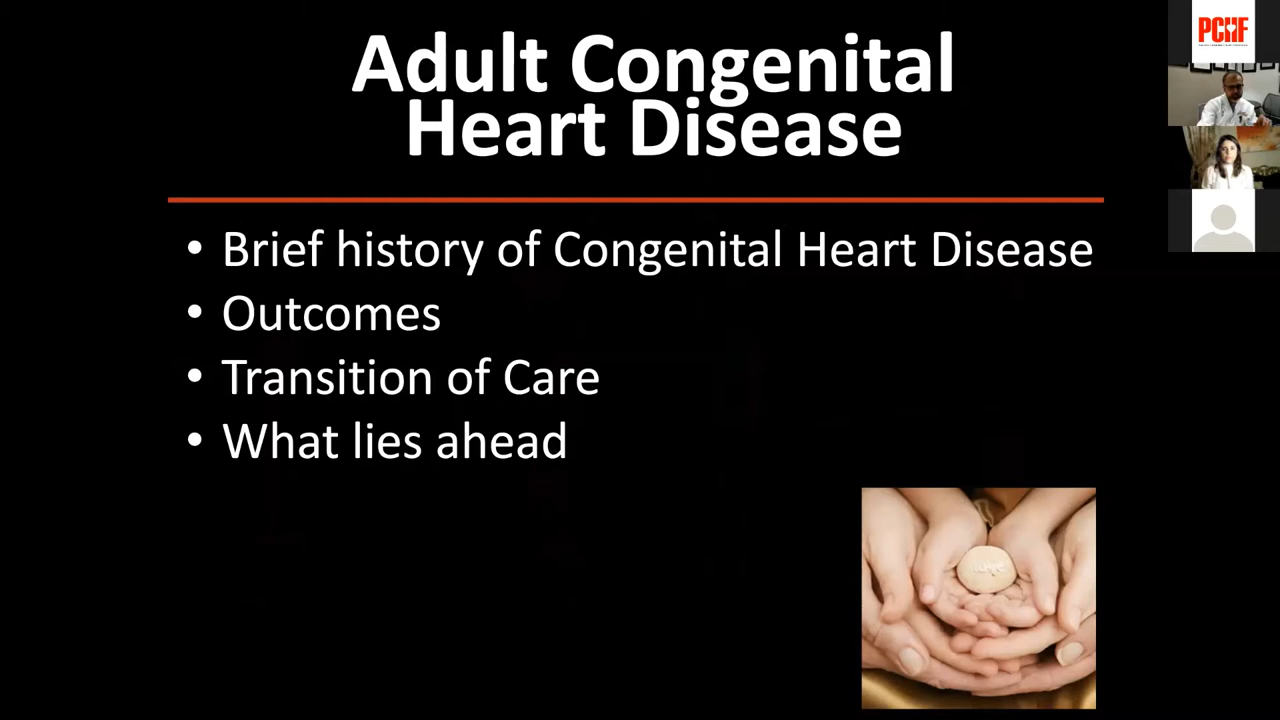 Adult Congenital
Heart Disease
• Brief history of Congenital Heart Disease
• Outcomes
• Transition of Care
• What lies ahead
PCHF